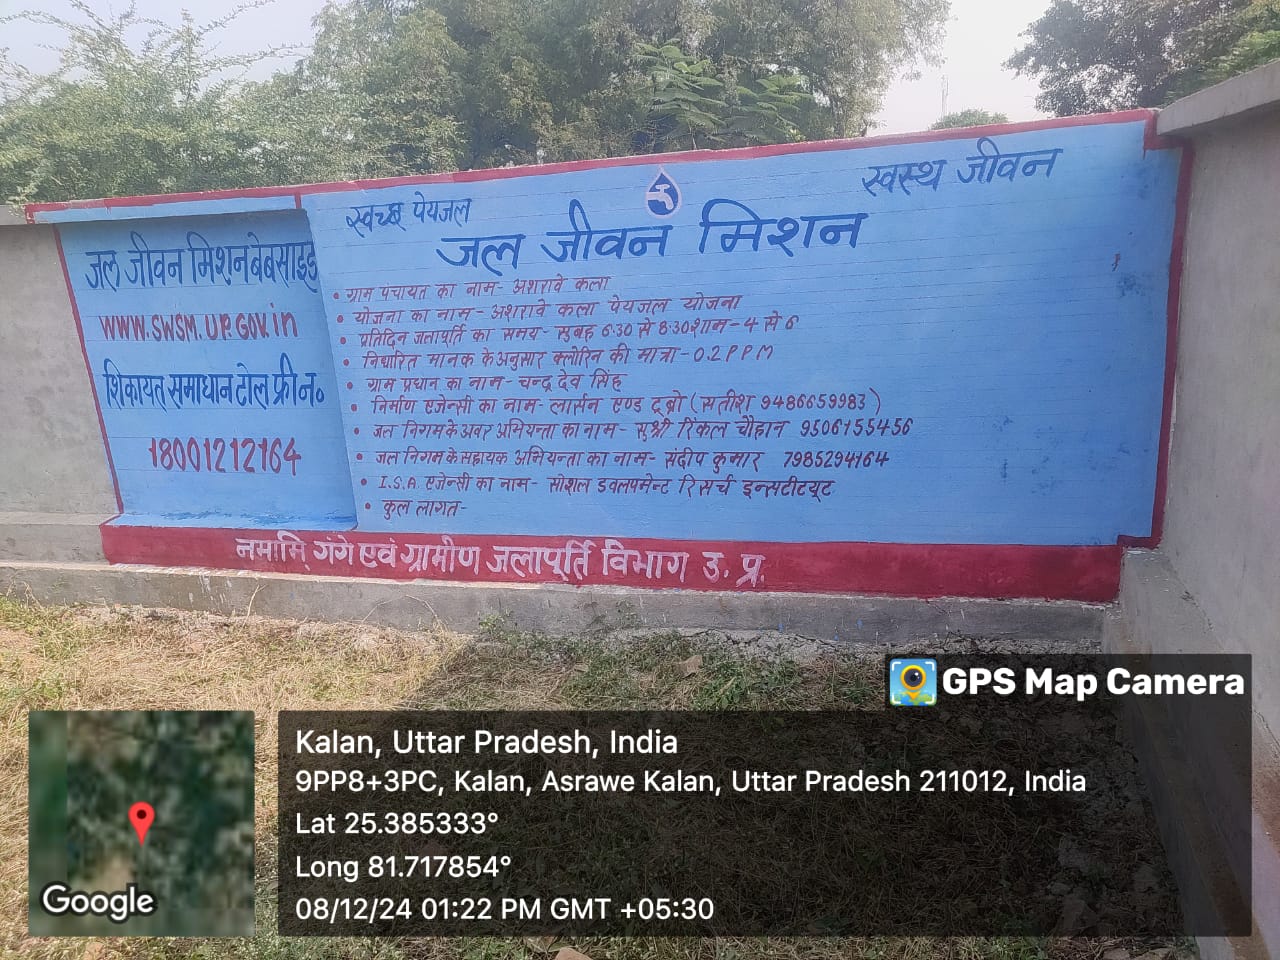 जल जीवन मिशन बेबसाइड
WWW.SWSM.UP.GOV.in
शिकायत समाधान टोल फ्री न०
18001212164
स्वच्छ पेयजल
स्वस्थ जीवन
जल जीवन मिशन
• ग्राम पंचायत का नाम- अशरावे कला
• योजना का नाम- अशरावे कला पेयजल योजना
• प्रतिदिन जलापूर्ति का समय- सुबह 6:30 से 8:30 शाम- 4 से 6
• निर्धारित मानक के अनुसार क्लोरिन की मात्रा- 0.2 PPM
• ग्राम प्रधान का नाम- चन्द्र देव सिंह
• निर्माण एजेन्सी का नाम- लार्सन एण्ड टूब्रो (सतीश 9486659983)
• जल निगम के अवर अभियन्ता का नाम- सुश्री रिंकल चौहान 9506155456
• जल निगम के सहायक अभियन्ता का नाम- संदीप कुमार 7985294164
• I.S.A. एजेन्सी का नाम- सोशल डवलपमेन्ट रिसर्च इन्सटीटयूट
• कुल लागत-
नमामि गंगे एवं ग्रामीण जलापूर्ति विभाग उ. प्र.
GPS Map Camera
Kalan, Uttar Pradesh, India
9PP8+3PC, Kalan, Asrawe Kalan, Uttar Pradesh 211012, India
Lat 25.385333°
Long 81.717854°
08/12/24 01:22 PM GMT +05:30
Google